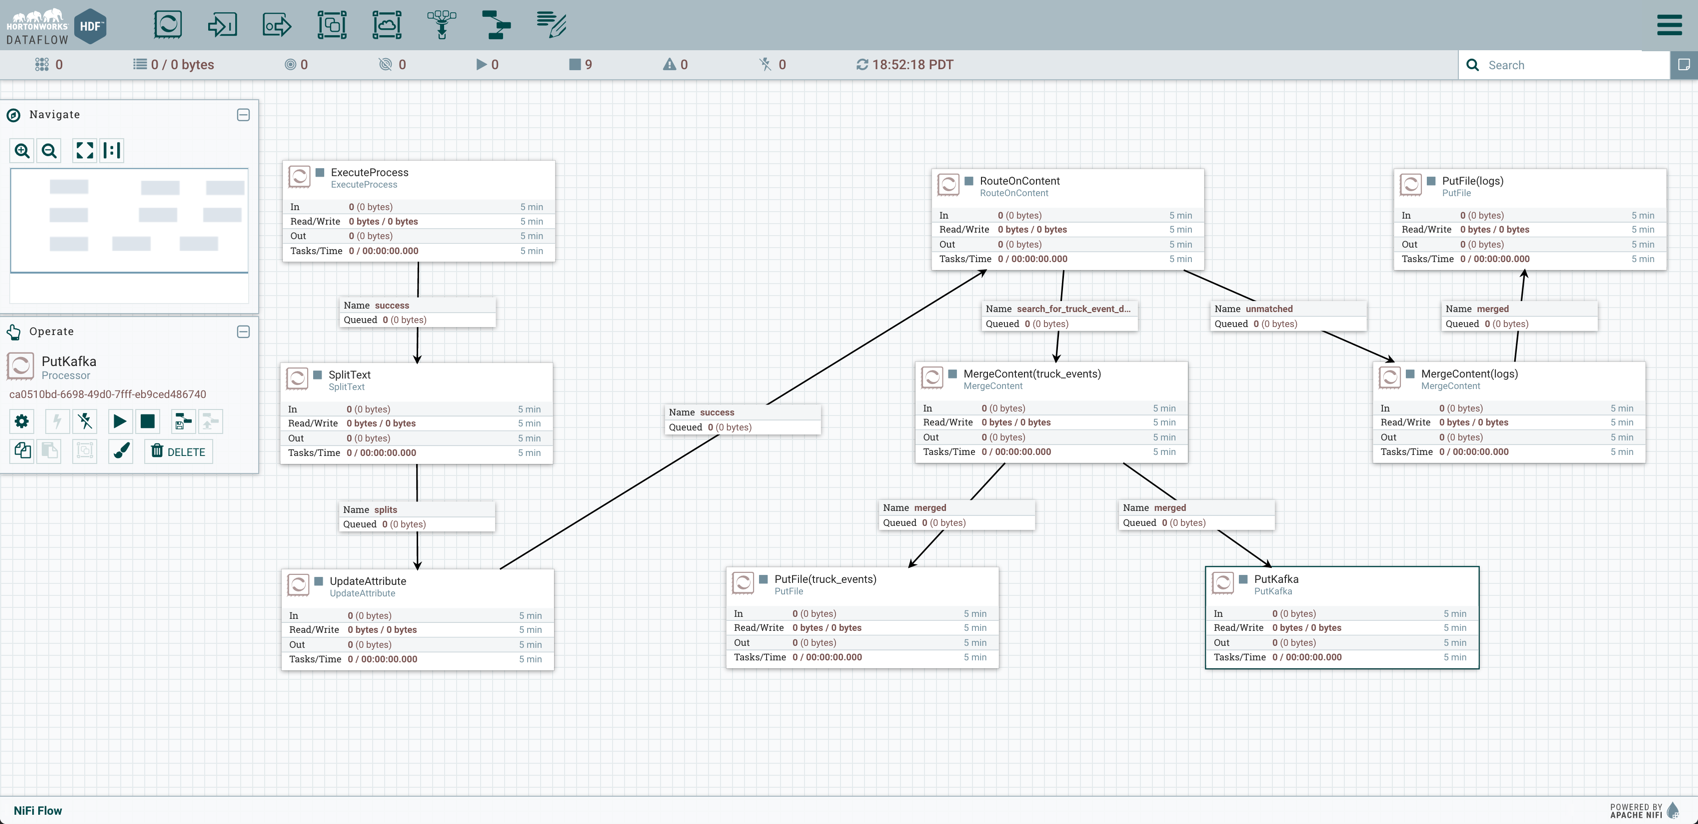 HORTONWORKS
DATAFLOW
HDF
0
0 / 0 bytes
0
0
0
9
0
0
18:52:18 PDT
Search
Navigate
Operate
PutKafka
Processor
ca0510bd-6698-49d0-7fff-eb9ced486740
DELETE
ExecuteProcess
ExecuteProcess
In 0 (0 bytes) 5 min
Read/Write 0 bytes / 0 bytes 5 min
Out 0 (0 bytes) 5 min
Tasks/Time 0 / 00:00:00.000 5 min
Name success
Queued 0 (0 bytes)
SplitText
SplitText
In 0 (0 bytes) 5 min
Read/Write 0 bytes / 0 bytes 5 min
Out 0 (0 bytes) 5 min
Tasks/Time 0 / 00:00:00.000 5 min
Name splits
Queued 0 (0 bytes)
UpdateAttribute
UpdateAttribute
In 0 (0 bytes) 5 min
Read/Write 0 bytes / 0 bytes 5 min
Out 0 (0 bytes) 5 min
Tasks/Time 0 / 00:00:00.000 5 min
Name success
Queued 0 (0 bytes)
RouteOnContent
RouteOnContent
In 0 (0 bytes) 5 min
Read/Write 0 bytes / 0 bytes 5 min
Out 0 (0 bytes) 5 min
Tasks/Time 0 / 00:00:00.000 5 min
Name search_for_truck_event_d...
Queued 0 (0 bytes)
Name unmatched
Queued 0 (0 bytes)
MergeContent(truck_events)
MergeContent
In 0 (0 bytes) 5 min
Read/Write 0 bytes / 0 bytes 5 min
Out 0 (0 bytes) 5 min
Tasks/Time 0 / 00:00:00.000 5 min
Name merged
Queued 0 (0 bytes)
Name merged
Queued 0 (0 bytes)
PutFile(truck_events)
PutFile
In 0 (0 bytes) 5 min
Read/Write 0 bytes / 0 bytes 5 min
Out 0 (0 bytes) 5 min
Tasks/Time 0 / 00:00:00.000 5 min
PutKafka
PutKafka
In 0 (0 bytes) 5 min
Read/Write 0 bytes / 0 bytes 5 min
Out 0 (0 bytes) 5 min
Tasks/Time 0 / 00:00:00.000 5 min
PutFile(logs)
PutFile
In 0 (0 bytes) 5 min
Read/Write 0 bytes / 0 bytes 5 min
Out 0 (0 bytes) 5 min
Tasks/Time 0 / 00:00:00.000 5 min
Name merged
Queued 0 (0 bytes)
MergeContent(logs)
MergeContent
In 0 (0 bytes) 5 min
Read/Write 0 bytes / 0 bytes 5 min
Out 0 (0 bytes) 5 min
Tasks/Time 0 / 00:00:00.000 5 min
NiFi Flow
POWERED BY
APACHE NIFI